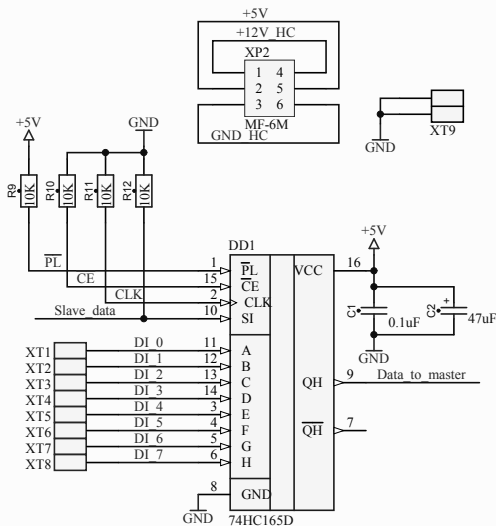 +5V
+12V_HC
XP2
1 4
2 5
3 6
MF-6M
GND_HC
XT9
GND
+5V
GND
R9 10K
R10 10K
R11 10K
R12 10K
DD1
PL 1 PL VCC 16 +5V
CE 15 CE
CLK 2 CLK
Slave_data 10 SI
C1 0.1uF
C2 + 47uF
GND
XT1 DI_0 11 A
XT2 DI_1 12 B
XT3 DI_2 13 C
XT4 DI_3 14 D
XT5 DI_4 3 E
XT6 DI_5 4 F
XT7 DI_6 5 G
XT8 DI_7 6 H
QH 9 Data_to_master
QH 7
8 GND
GND
74HC165D